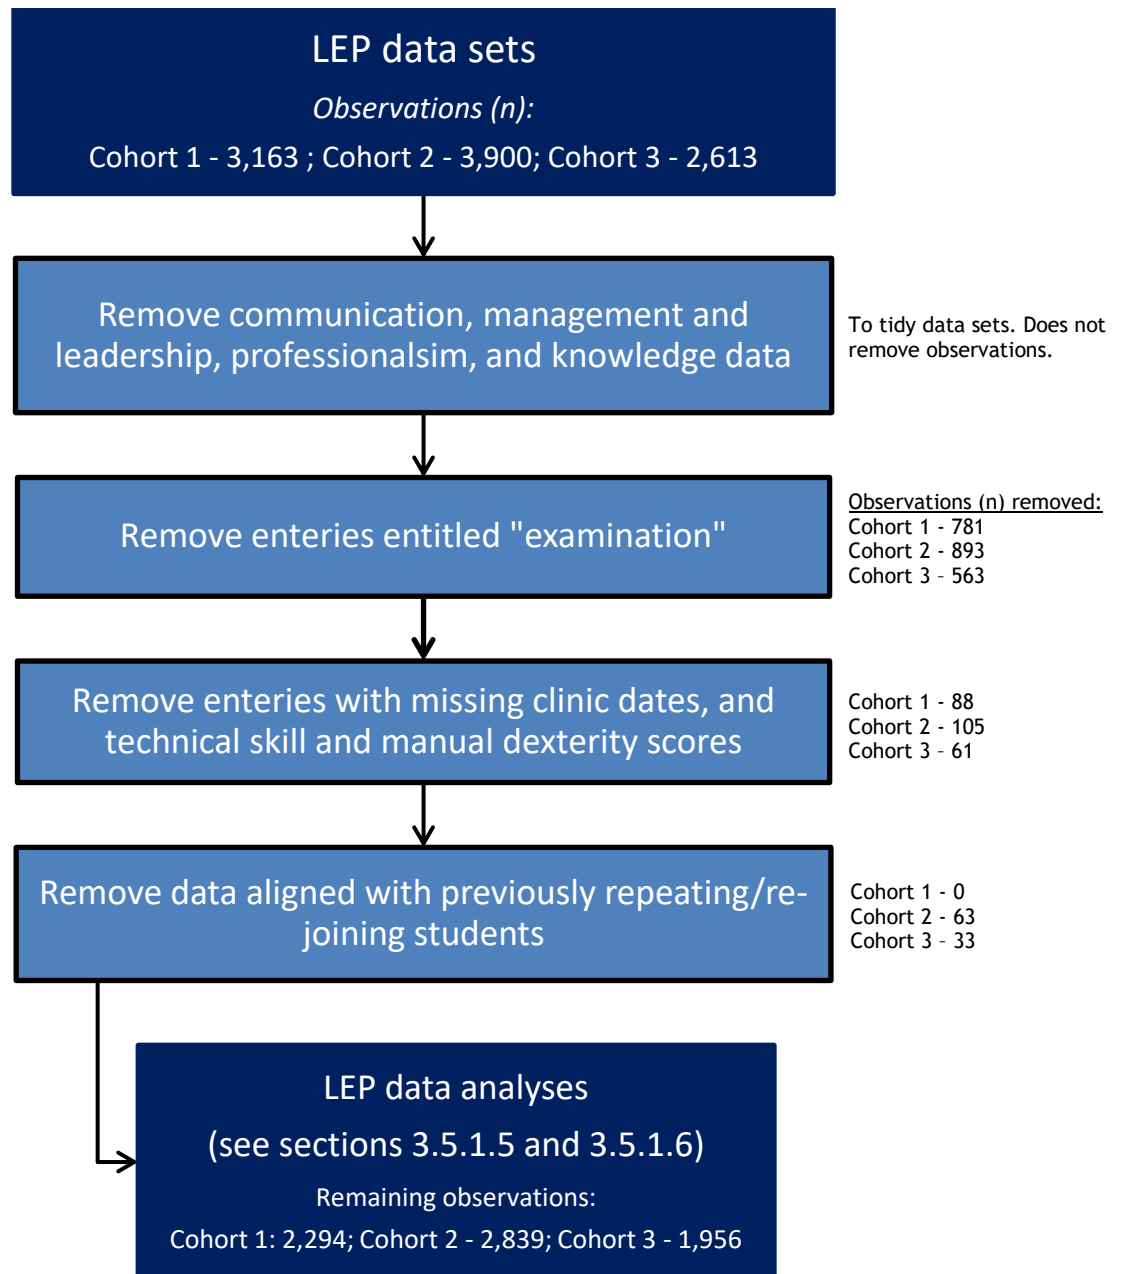 LEP data sets
Observations (n):
Cohort 1 - 3,163 ; Cohort 2 - 3,900; Cohort 3 - 2,613
Remove communication, management and
leadership, professionalsim, and knowledge data
To tidy data sets. Does not
remove observations.
Remove enteries entitled "examination"
Observations (n) removed:
Cohort 1 - 781
Cohort 2 - 893
Cohort 3 – 563
Remove enteries with missing clinic dates, and
technical skill and manual dexterity scores
Cohort 1 - 88
Cohort 2 - 105
Cohort 3 – 61
Remove data aligned with previously repeating/re-
joining students
Cohort 1 - 0
Cohort 2 - 63
Cohort 3 – 33
LEP data analyses
(see sections 3.5.1.5 and 3.5.1.6)
Remaining observations:
Cohort 1: 2,294; Cohort 2 - 2,839; Cohort 3 - 1,956